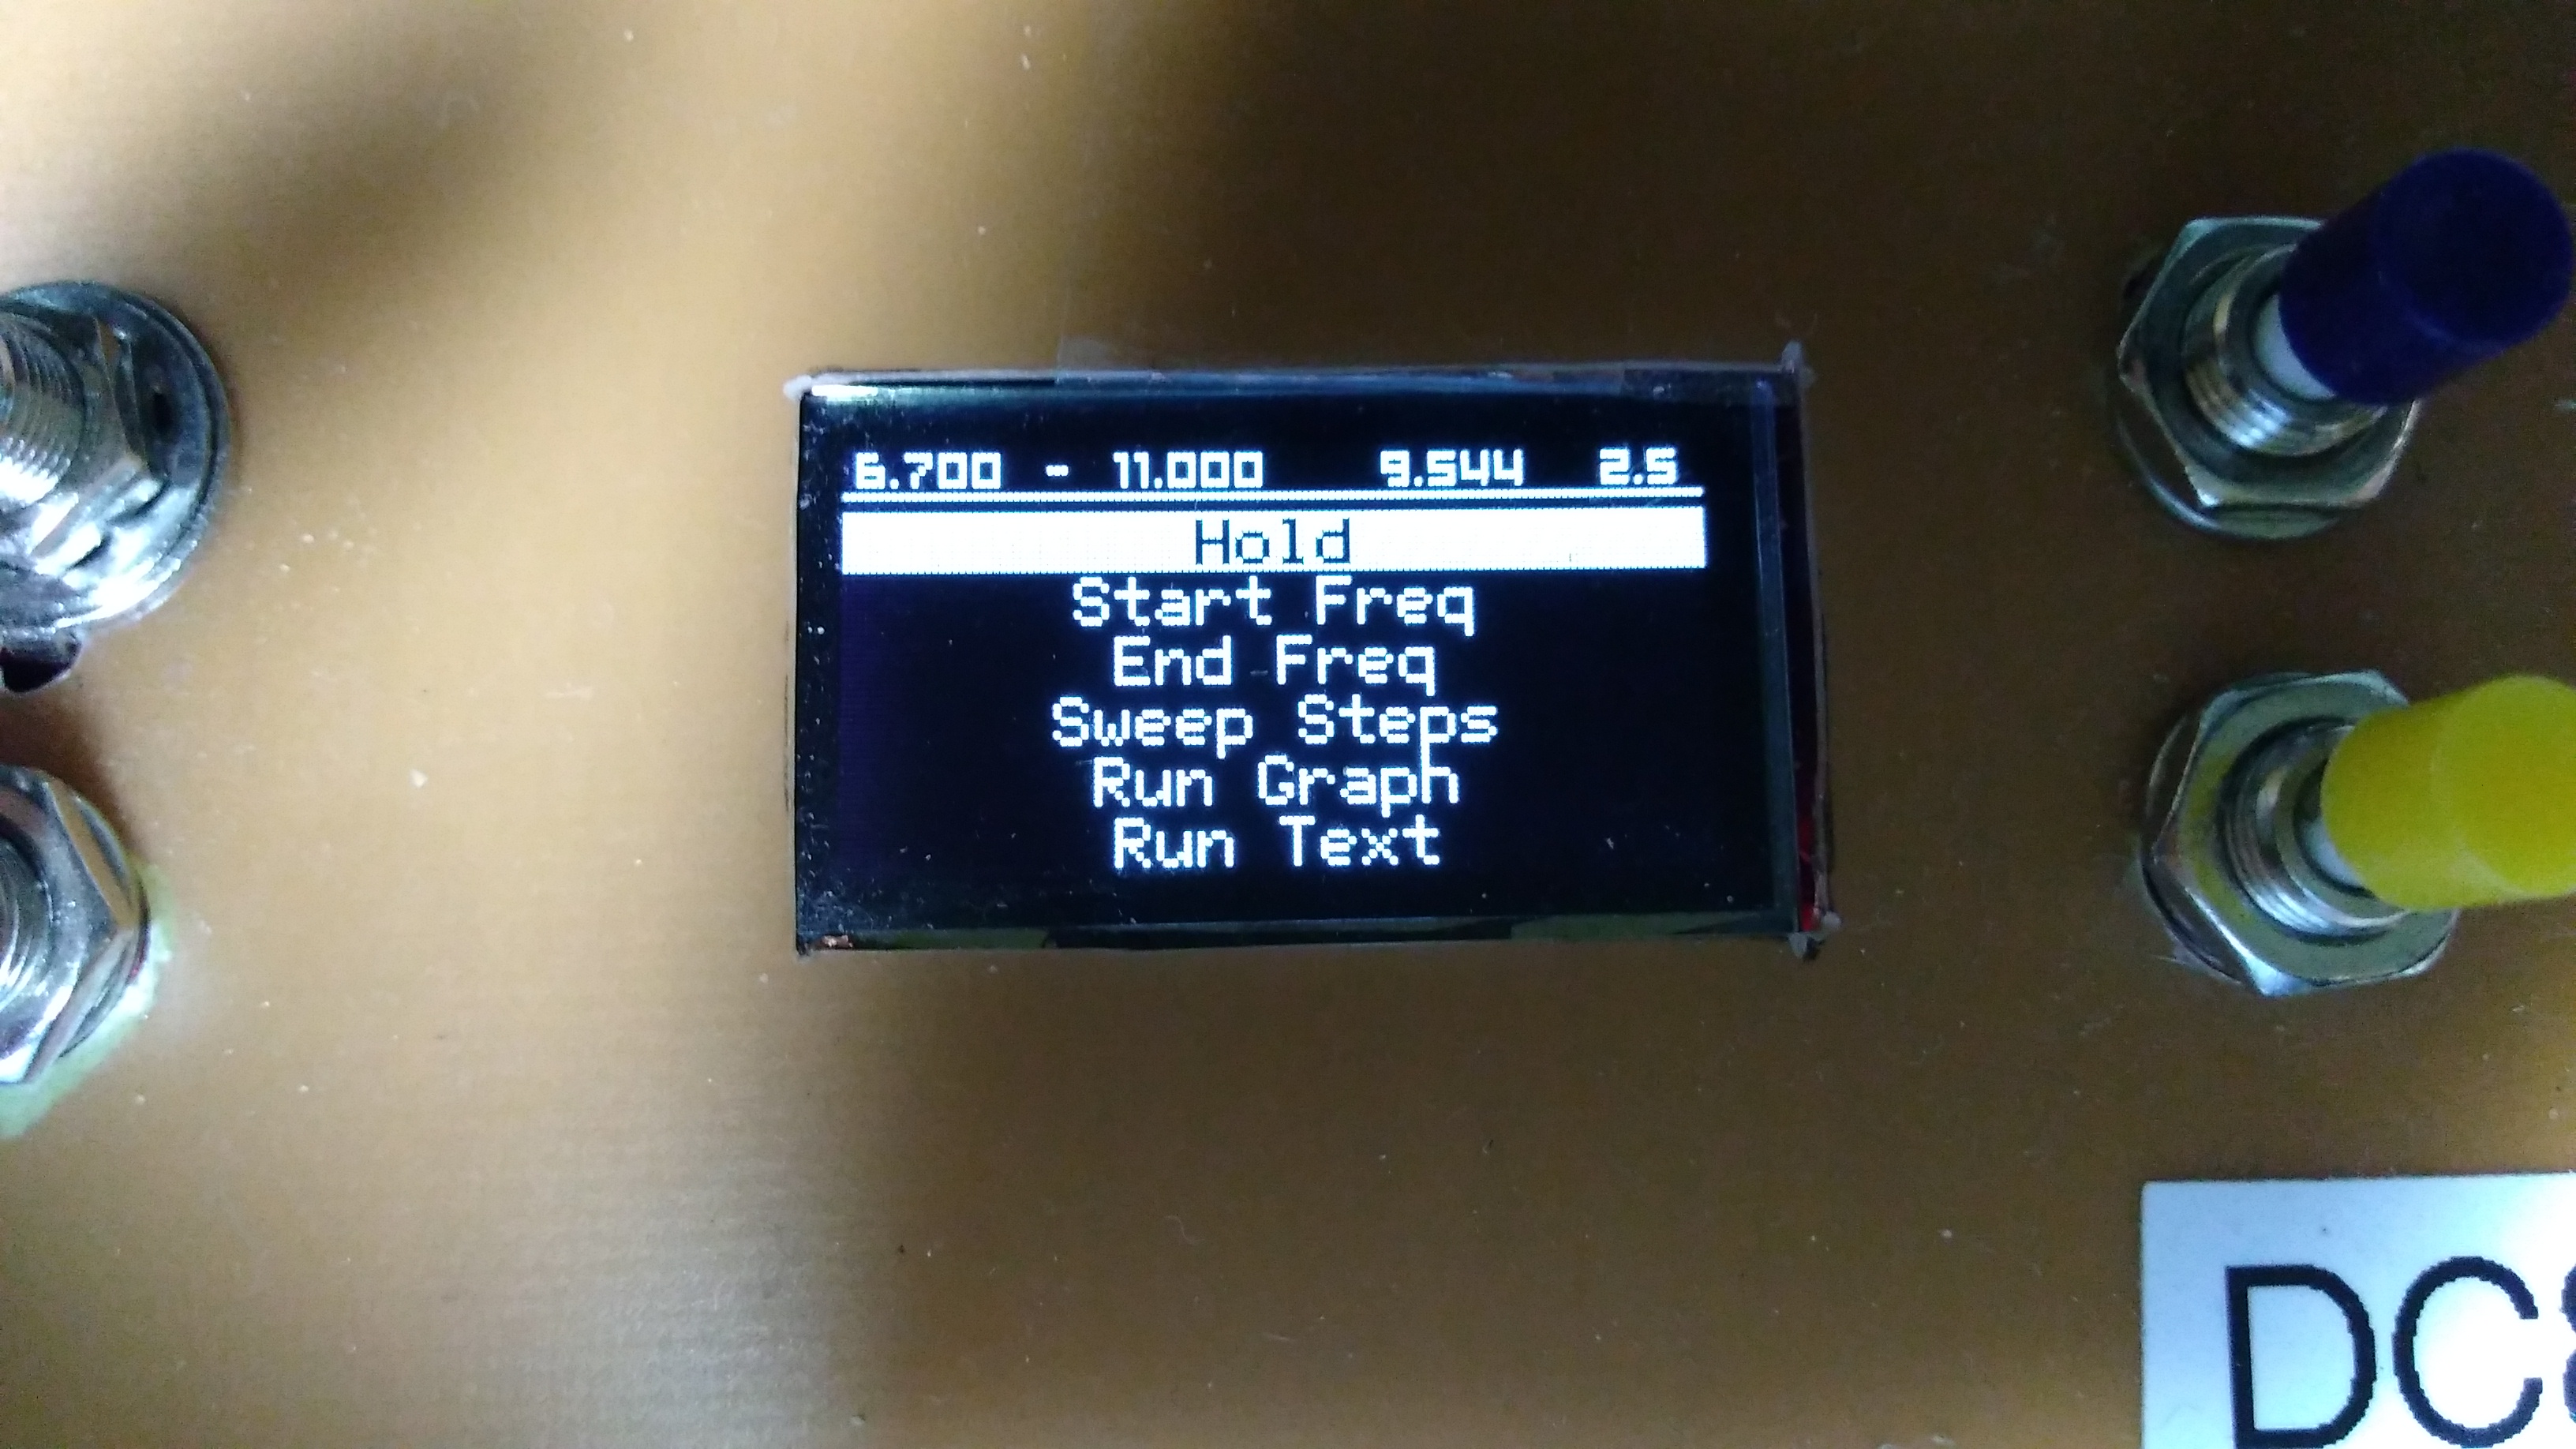 6.700 - 11.000 9.544 2.5
Hold
Start Freq
End Freq
Sweep Steps
Run Graph
Run Text
DC